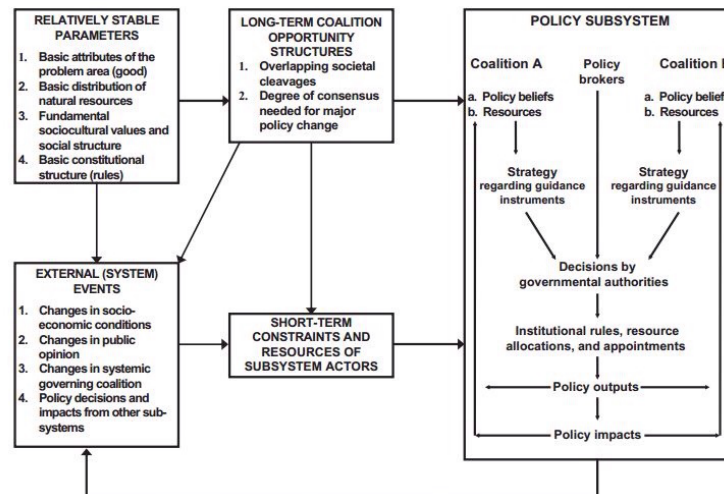 RELATIVELY STABLE
PARAMETERS
1. Basic attributes of the
problem area (good)
2. Basic distribution of
natural resources
3. Fundamental
sociocultural values and
social structure
4. Basic constitutional
structure (rules)
LONG-TERM COALITION
OPPORTUNITY
STRUCTURES
1. Overlapping societal
cleavages
2. Degree of consensus
needed for major
policy change
EXTERNAL (SYSTEM)
EVENTS
1. Changes in socio-
economic conditions
2. Changes in public
opinion
3. Changes in systemic
governing coalition
4. Policy decisions and
impacts from other sub-
systems
SHORT-TERM
CONSTRAINTS AND
RESOURCES OF
SUBSYSTEM ACTORS
POLICY SUBSYSTEM
Coalition A
a. Policy beliefs
b. Resources
Strategy
regarding guidance
instruments
Policy
brokers
Coalition
a. Policy belief
b. Resources
Strategy
regarding guidance
instruments
Decisions by
governmental authorities
Institutional rules, resource
allocations, and appointments
Policy outputs
Policy impacts